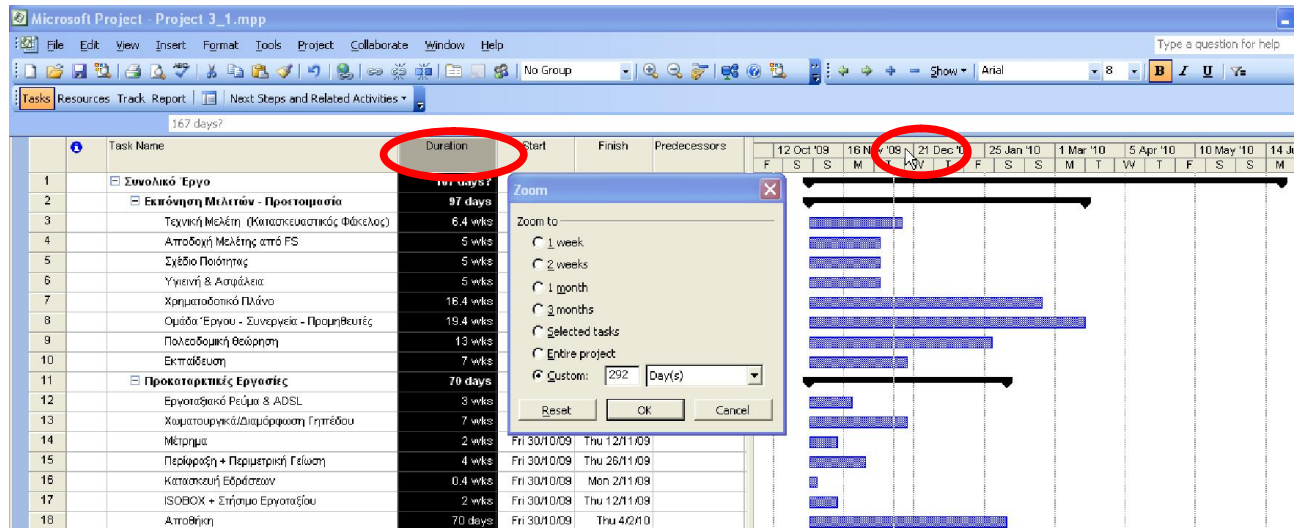 Microsoft Project - Project 3_1.mpp
File Edit View Insert Format Tools Project Collaborate Window Help Type a question for help
No Group Show Arial 8 B I U
Tasks Resources Track Report Next Steps and Related Activities
167 days?
Task Name Duration Start Finish Predecessors 12 Oct '09 16 Nov '09 21 Dec '0 25 Jan '10 1 Mar '10 5 Apr '10 10 May '10 14 Ju
F S S M T W T F S S M T W T F S S M
1 Συνολικό Έργο 167 days?
2 Εκπόνηση Μελετών - Προετοιμασία 97 days
3 Τεχνική Μελέτη (Κατασκευαστικός Φάκελος) 6.4 wks
4 Αποδοχή Μελέτης από FS 5 wks
5 Σχέδιο Ποιότητας 5 wks
6 Υγιεινή & Ασφάλεια 5 wks
7 Χρηματοδοτικό Πλάνο 16.4 wks
8 Ομάδα Έργου - Συνεργεία - Προμηθευτές 19.4 wks
9 Πολεοδομική θεώρηση 13 wks
10 Εκπαίδευση 7 wks
11 Προκαταρκτικές Εργασίες 70 days
12 Εργοταξιακό Ρεύμα & ADSL 3 wks
13 Χωματουργικά/Διαμόρφωση Γηπέδου 7 wks
14 Μέτρημα 2 wks Fri 30/10/09 Thu 12/11/09
15 Περίφραξη + Περιμετρική Γείωση 4 wks Fri 30/10/09 Thu 26/11/09
16 Κατασκευή Εδράσεων 0.4 wks Fri 30/10/09 Mon 2/11/09
17 ISOBOX + Στήσιμο Εργοταξίου 2 wks Fri 30/10/09 Thu 12/11/09
18 Αποθήκη 70 days Fri 30/10/09 Thu 4/2/10
Zoom
Zoom to
1 week
2 weeks
1 month
3 months
Selected tasks
Entire project
Custom: 292 Day(s)
Reset OK Cancel